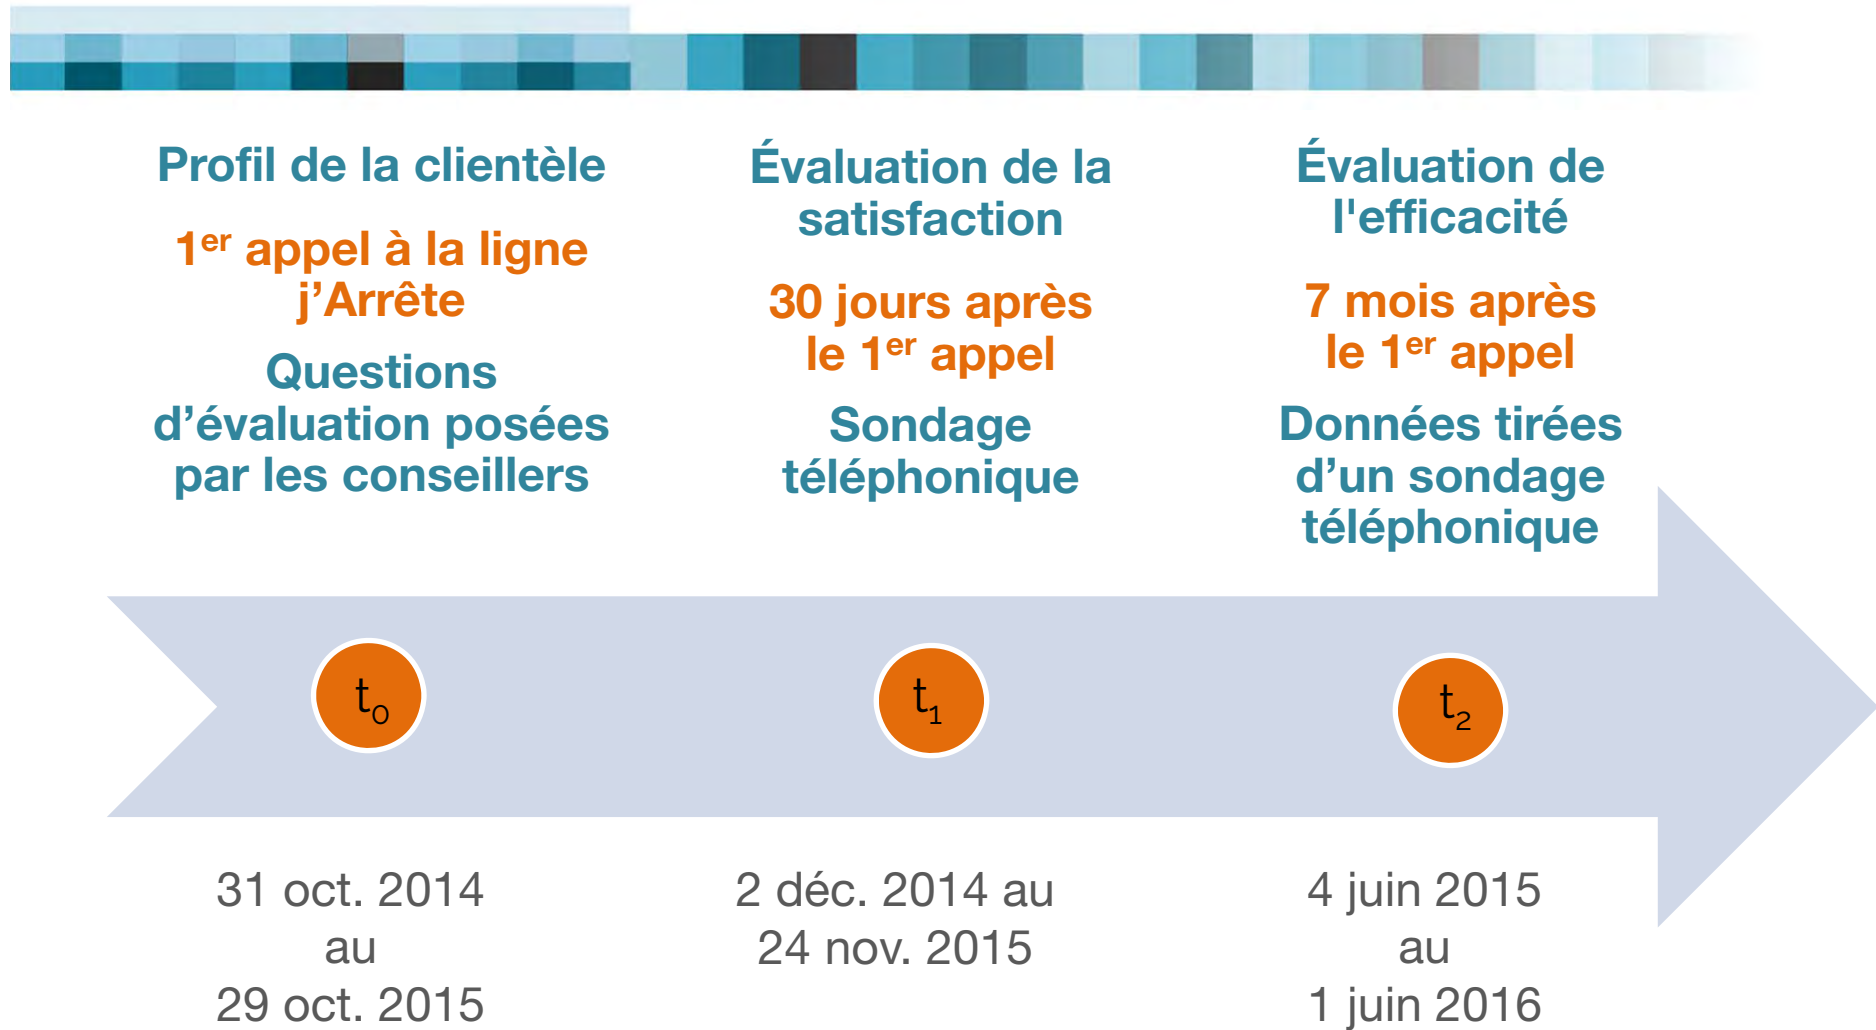 Profil de la clientèle
1er appel à la ligne
j’Arrête
Questions
d’évaluation posées
par les conseillers
Évaluation de la
satisfaction
30 jours après
le 1er appel
Sondage
téléphonique
Évaluation de
l'efficacité
7 mois après
le 1er appel
Données tirées
d’un sondage
téléphonique
t0
t1
t2
31 oct. 2014
au
29 oct. 2015
2 déc. 2014 au
24 nov. 2015
4 juin 2015
au
1 juin 2016